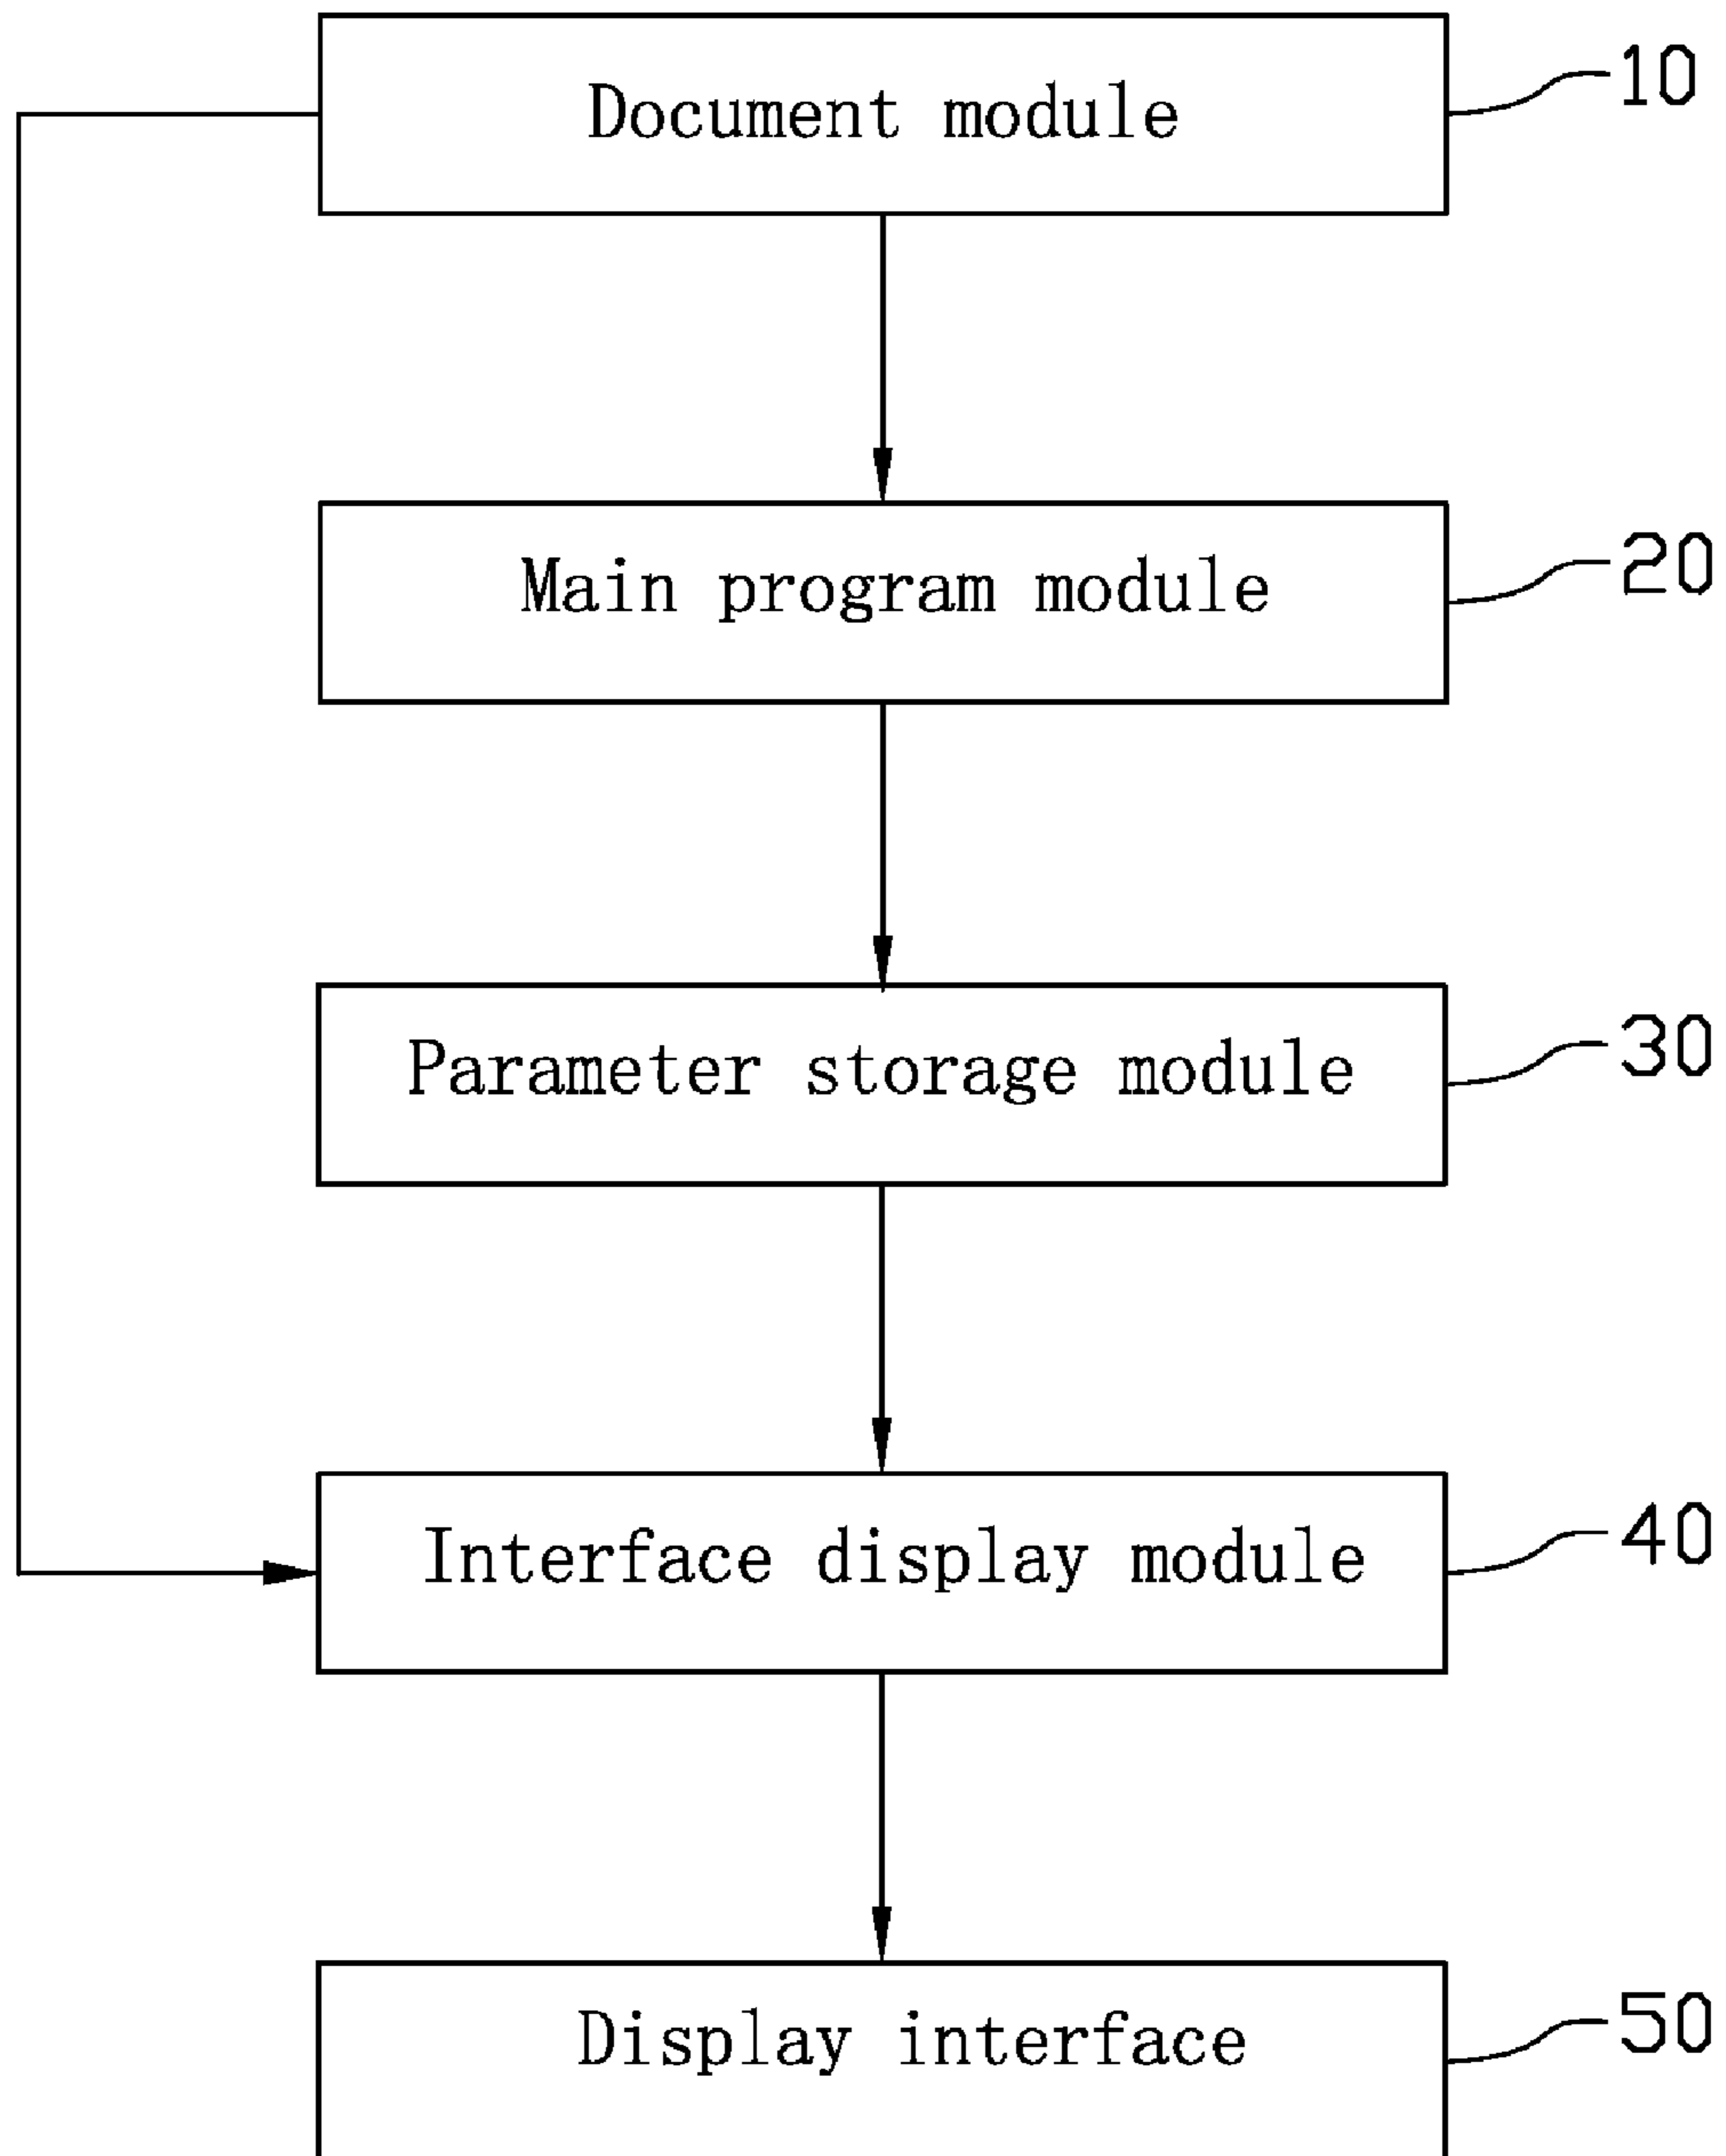 Document module
10
Main program module
20
Parameter storage module
30
Interface display module
40
Display interface
50